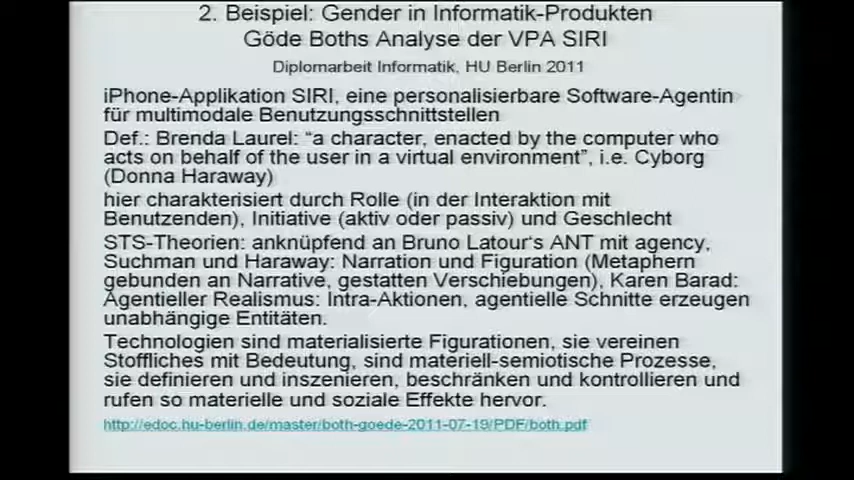 2. Beispiel: Gender in Informatik-Produkten
Göde Boths Analyse der VPA SIRI
Diplomarbeit Informatik, HU Berlin 2011
iPhone-Applikation SIRI, eine personalisierbare Software-Agentin
für multimodale Benutzungsschnittstellen
Def.: Brenda Laurel: “a character, enacted by the computer who
acts on behalf of the user in a virtual environment”, i.e. Cyborg
(Donna Haraway)
hier charakterisiert durch Rolle (in der Interaktion mit
Benutzenden), Initiative (aktiv oder passiv) und Geschlecht
STS-Theorien: anknüpfend an Bruno Latour‘s ANT mit agency,
Suchman und Haraway: Narration und Figuration (Metaphern
gebunden an Narrative, gestatten Verschiebungen), Karen Barad:
Agentieller Realismus: Intra-Aktionen, agentielle Schnitte erzeugen
unabhängige Entitäten.
Technologien sind materialisierte Figurationen, sie vereinen
Stoffliches mit Bedeutung, sind materiell-semiotische Prozesse,
sie definieren und inszenieren, beschränken und kontrollieren und
rufen so materielle und soziale Effekte hervor.
http://edoc.hu-berlin.de/master/both-goede-2011-07-19/PDF/both.pdf